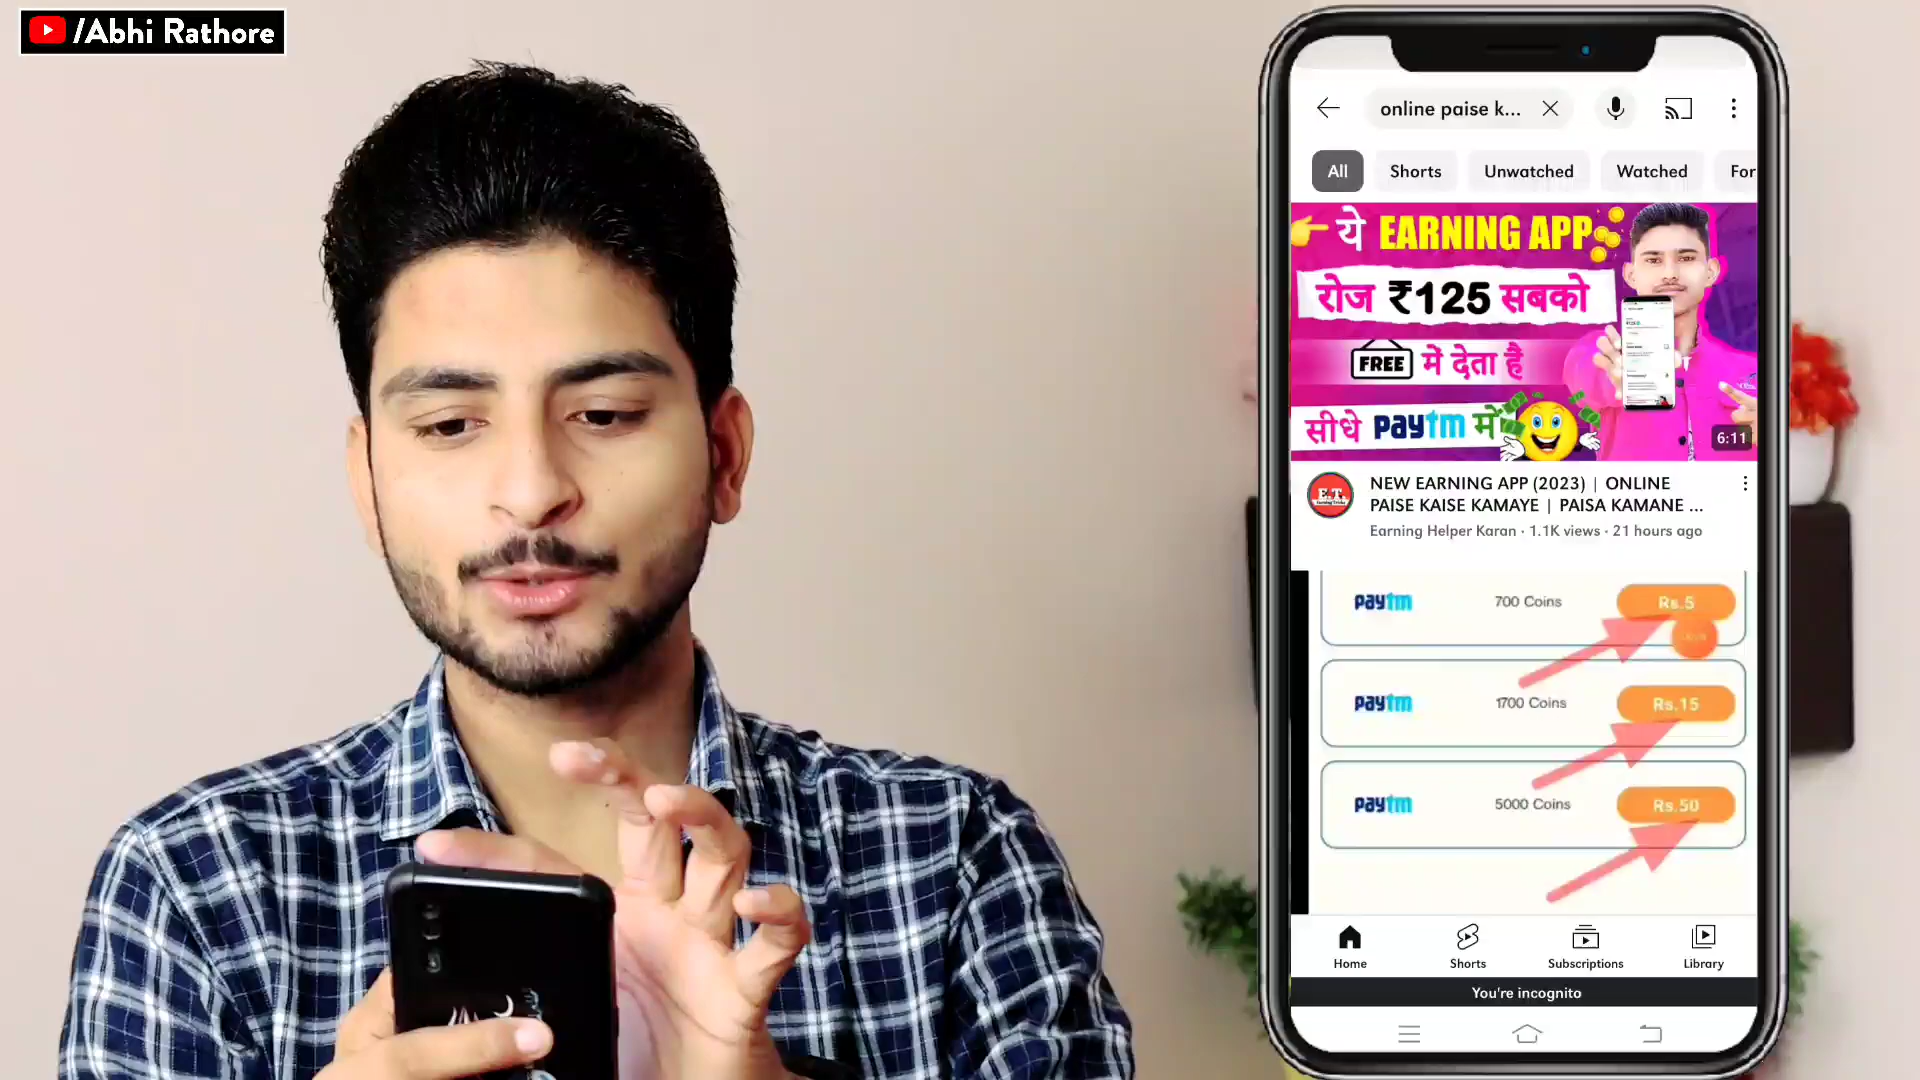 /Abhi Rathore
online paise k...
All Shorts Unwatched Watched For
ये EARNING APP
रोज ₹125 सबको
FREE में देता है
सीधे paytm में
6:11
NEW EARNING APP (2023) | ONLINE
PAISE KAISE KAMAYE | PAISA KAMANE ...
Earning Helper Karan · 1.1K views · 21 hours ago
paytm 700 Coins Rs.5
paytm 1700 Coins Rs.15
paytm 5000 Coins Rs.50
Home Shorts Subscriptions Library
You're incognito